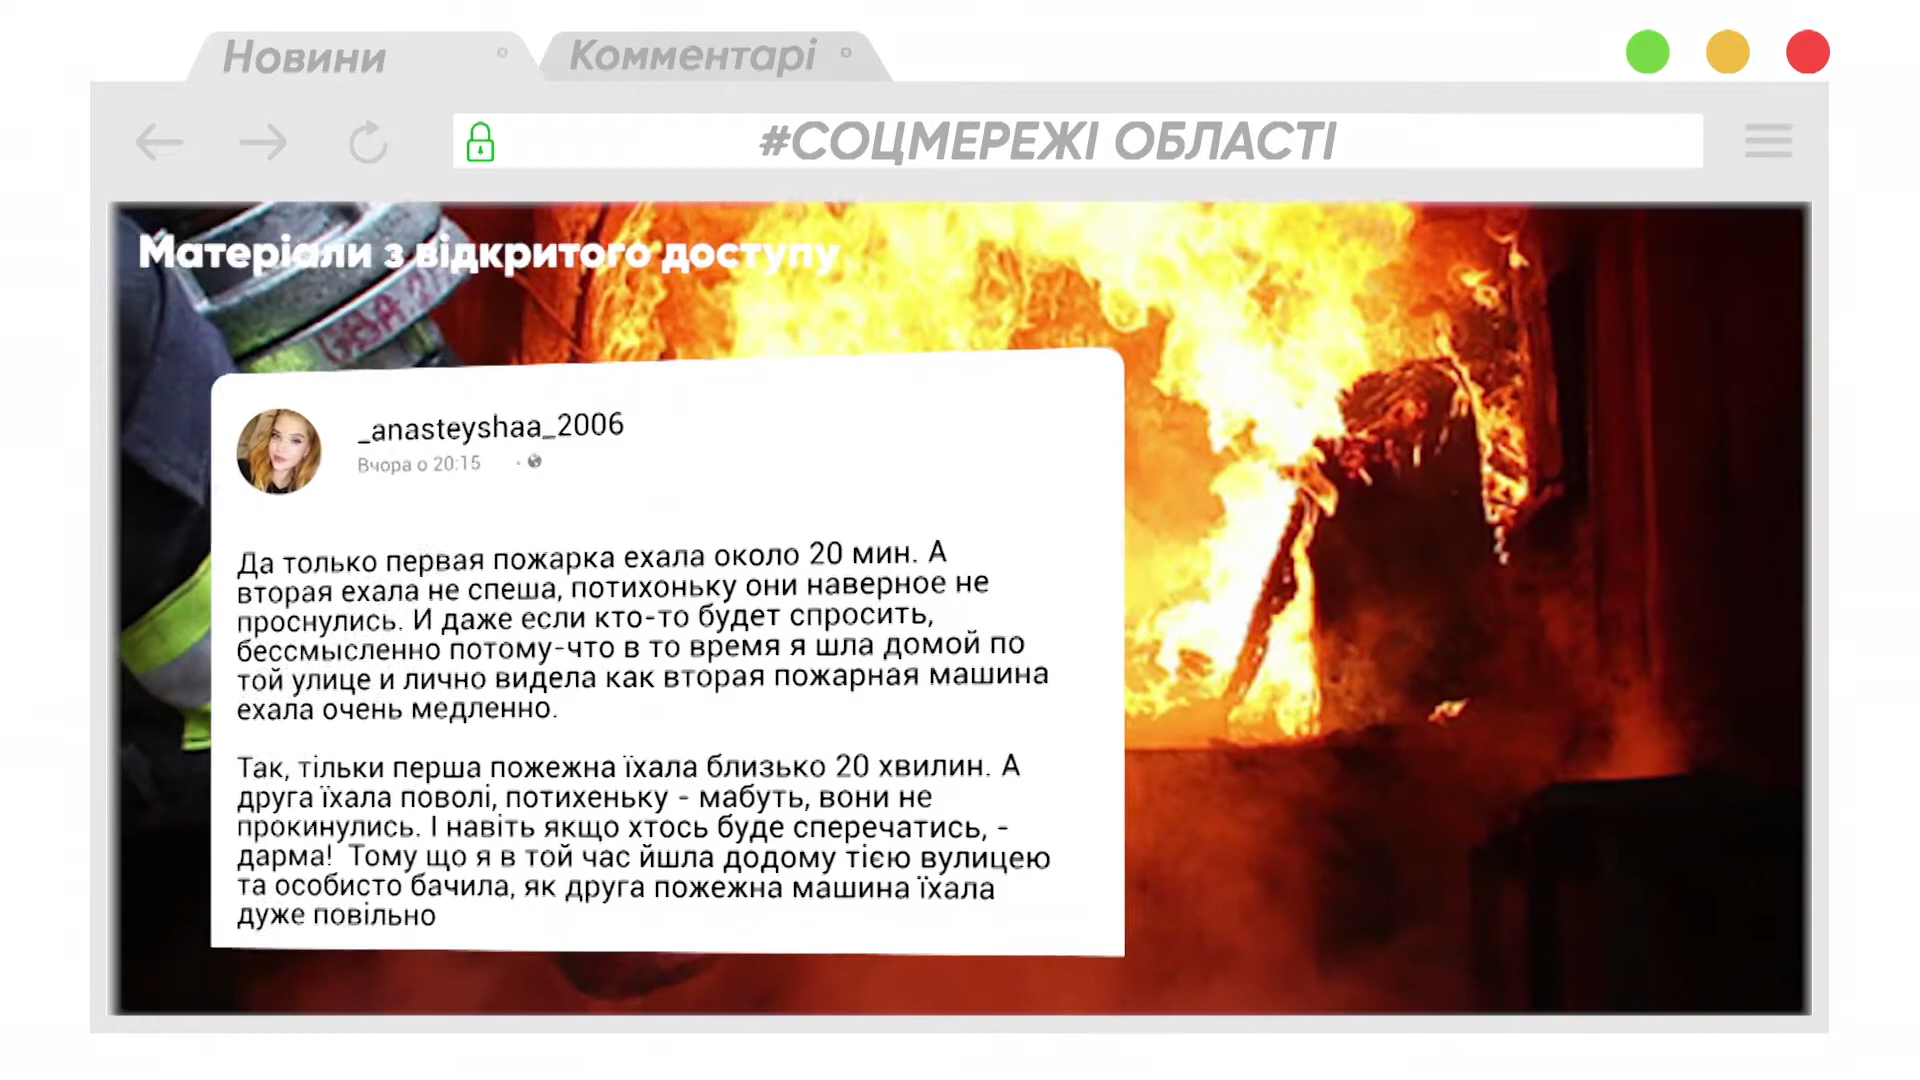 Новини
Комментарі
#СОЦМЕРЕЖІ ОБЛАСТІ
Матеріали з відкритого доступу
_anasteyshaa_2006
Вчора о 20:15
Да только первая пожарка ехала около 20 мин. А
вторая ехала не спеша, потихоньку они наверное не
проснулись. И даже если кто-то будет спросить,
бессмысленно потому-что в то время я шла домой по
той улице и лично видела как вторая пожарная машина
ехала очень медленно.
Так, тільки перша пожежна їхала близько 20 хвилин. А
друга їхала поволі, потихеньку - мабуть, вони не
прокинулись. І навіть якщо хтось буде сперечатись, -
дарма! Тому що я в той час йшла додому тією вулицею
та особисто бачила, як друга пожежна машина їхала
дуже повільно